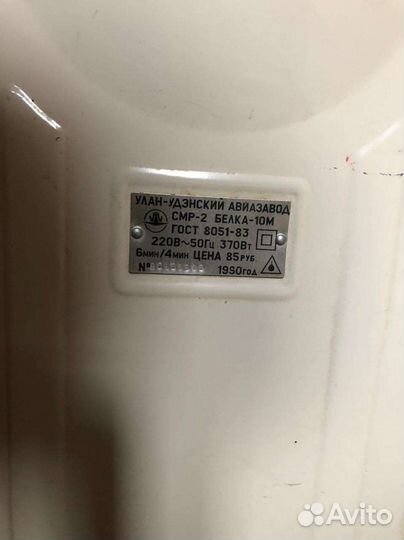 УЛАН-УДЭНСКИЙ АВИАЗАВОД
СМР-2 БЕЛКА-10М
ГОСТ 8051-83
220В~50Гц 370Вт
6мин/4мин ЦЕНА 85РУБ.
№ 1990год
Avito